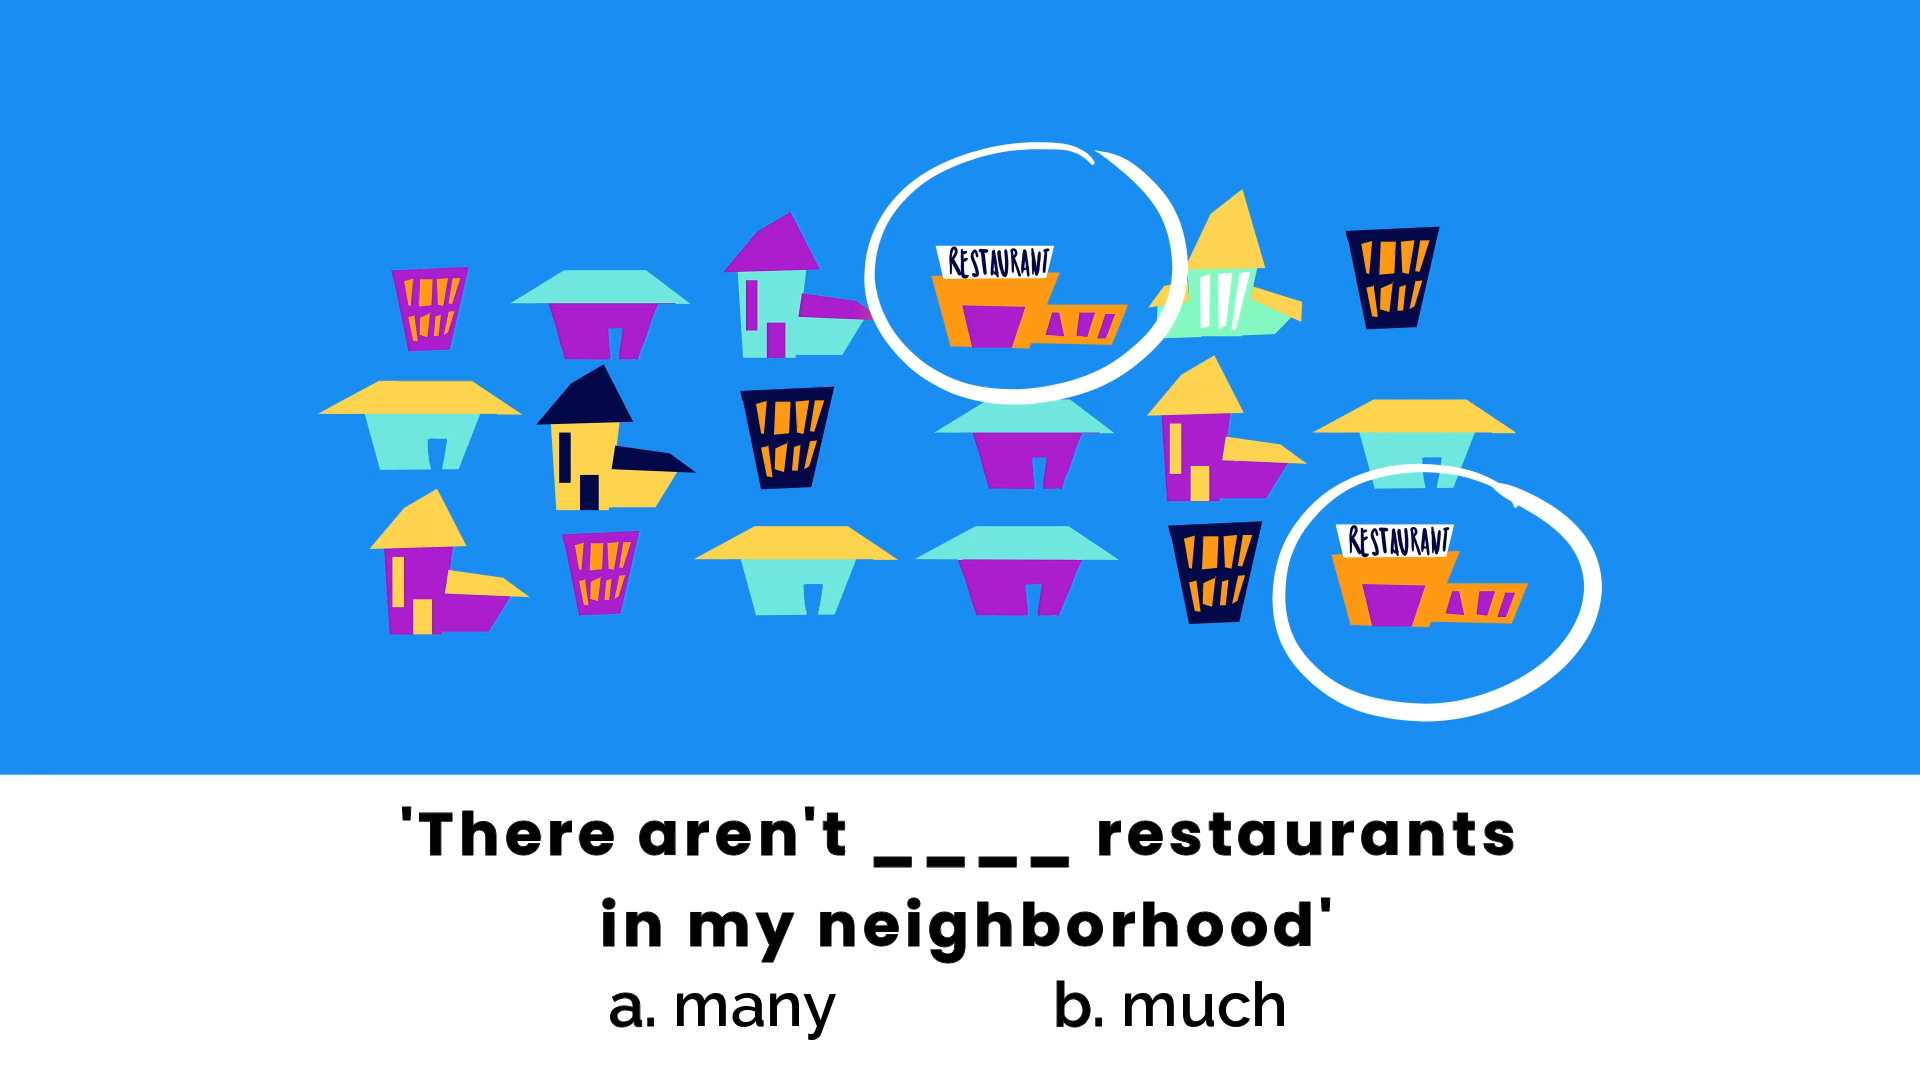 RESTAURANT
RESTAURANT
'There aren't ____ restaurants
in my neighborhood'
a. many b. much